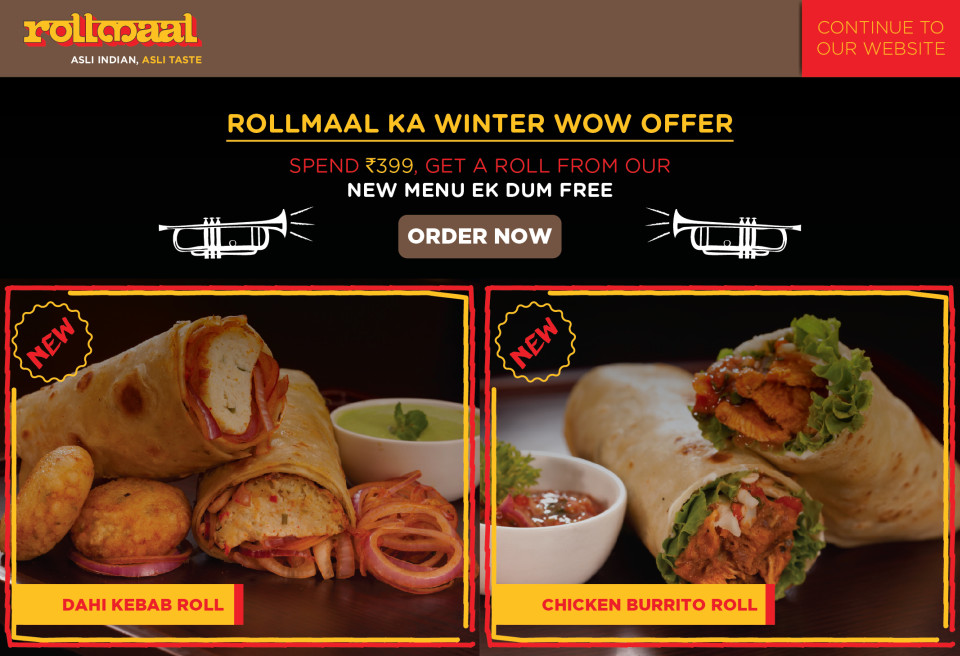 rollmaal
ASLI INDIAN, ASLI TASTE
CONTINUE TO
OUR WEBSITE
ROLLMAAL KA WINTER WOW OFFER
SPEND ₹399, GET A ROLL FROM OUR
NEW MENU EK DUM FREE
ORDER NOW
NEW
NEW
DAHI KEBAB ROLL
CHICKEN BURRITO ROLL